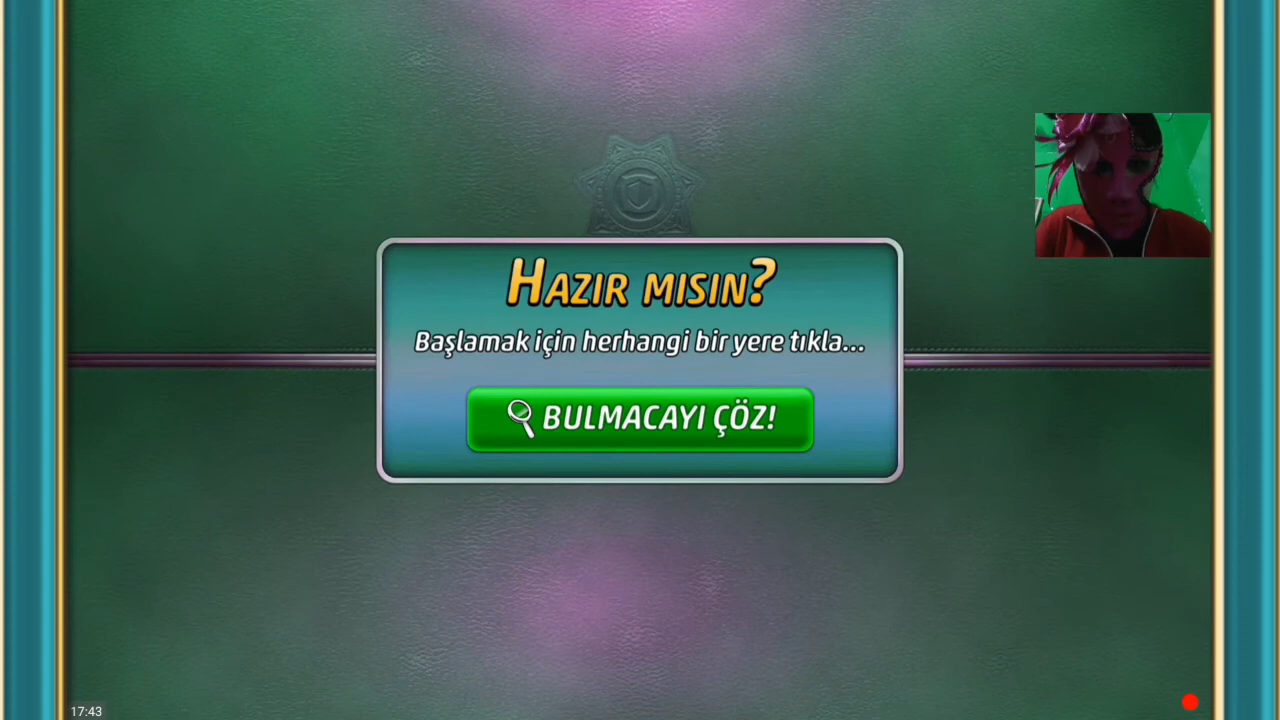 HAZIR MISIN?
Başlamak için herhangi bir yere tıkla...
BULMACAYI ÇÖZ!
17:43